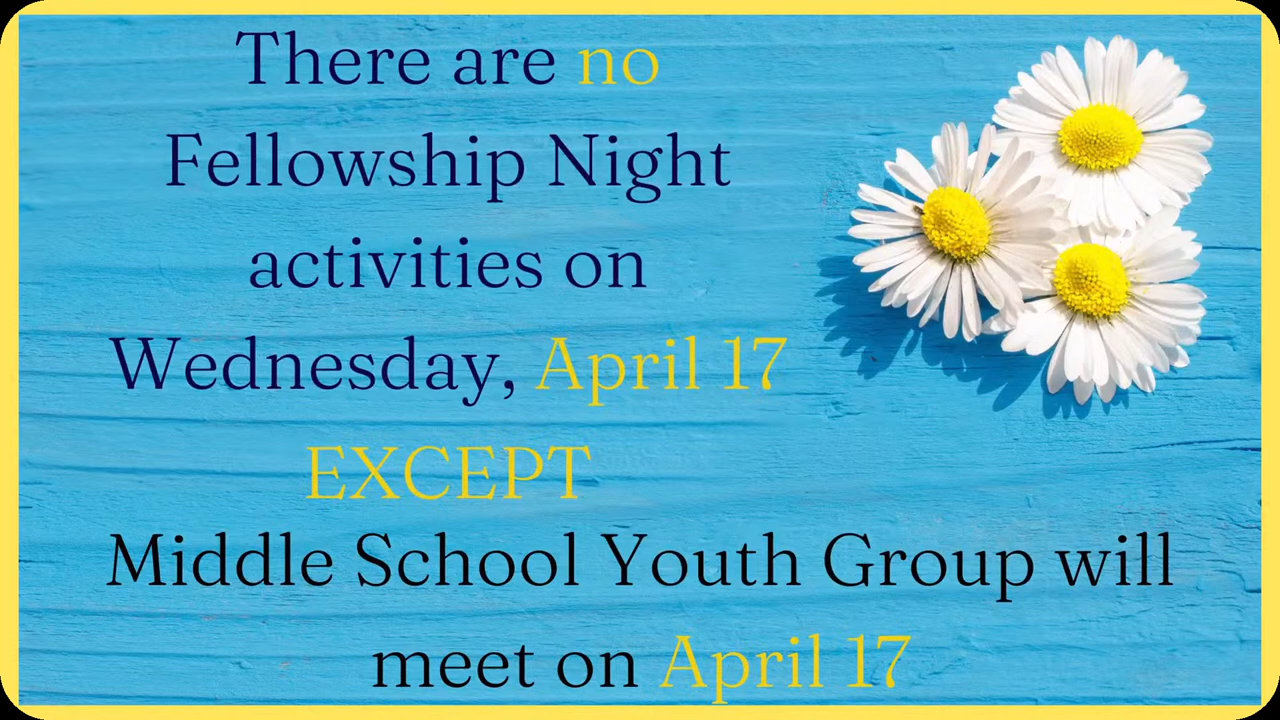 There are no
Fellowship Night
activities on
Wednesday, April 17
EXCEPT
Middle School Youth Group will
meet on April 17